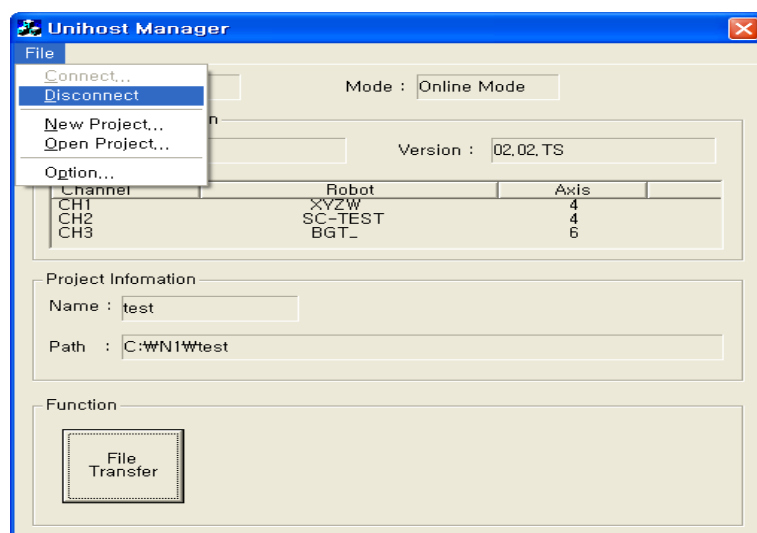 Unihost Manager
File
Connect...
Disconnect
New Project...
Open Project...
Option...
Mode : Online Mode
Version : 02,02,TS
Channel Robot Axis
CH1 XYZW 4
CH2 SC-TEST 4
CH3 BGT_ 6
Project Infomation
Name : test
Path : C:₩N1₩test
Function
File
Transfer